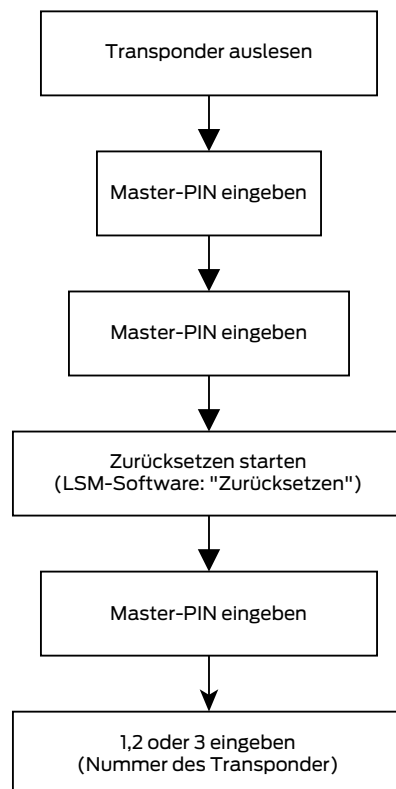 Transponder auslesen
Master-PIN eingeben
Master-PIN eingeben
Zurücksetzen starten
(LSM-Software: "Zurücksetzen")
Master-PIN eingeben
1,2 oder 3 eingeben
(Nummer des Transponder)